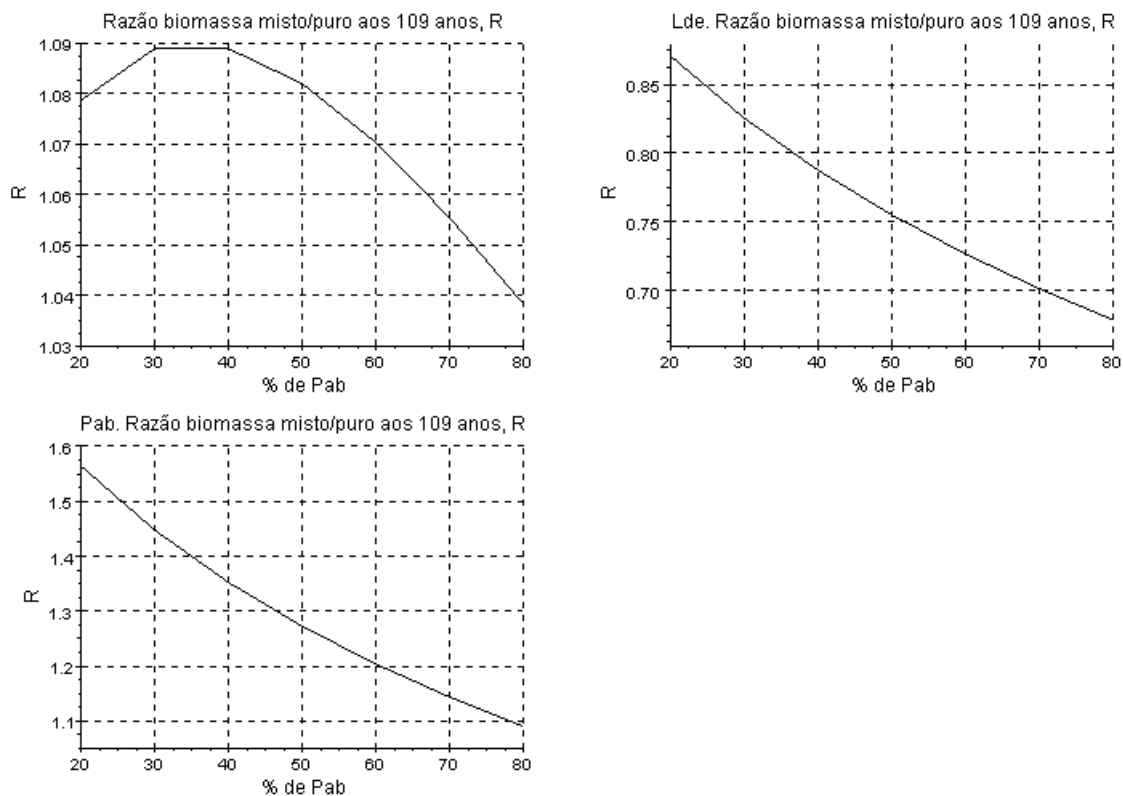 Razão biomassa misto/puro aos 109 anos, R
1.09
1.08
1.07
1.06
1.05
1.04
1.03
R
20 30 40 50 60 70 80
% de Pab
Lde. Razão biomassa misto/puro aos 109 anos, R
0.85
0.80
0.75
0.70
R
20 30 40 50 60 70 80
% de Pab
Pab. Razão biomassa misto/puro aos 109 anos, R
1.6
1.5
1.4
1.3
1.2
1.1
R
20 30 40 50 60 70 80
% de Pab